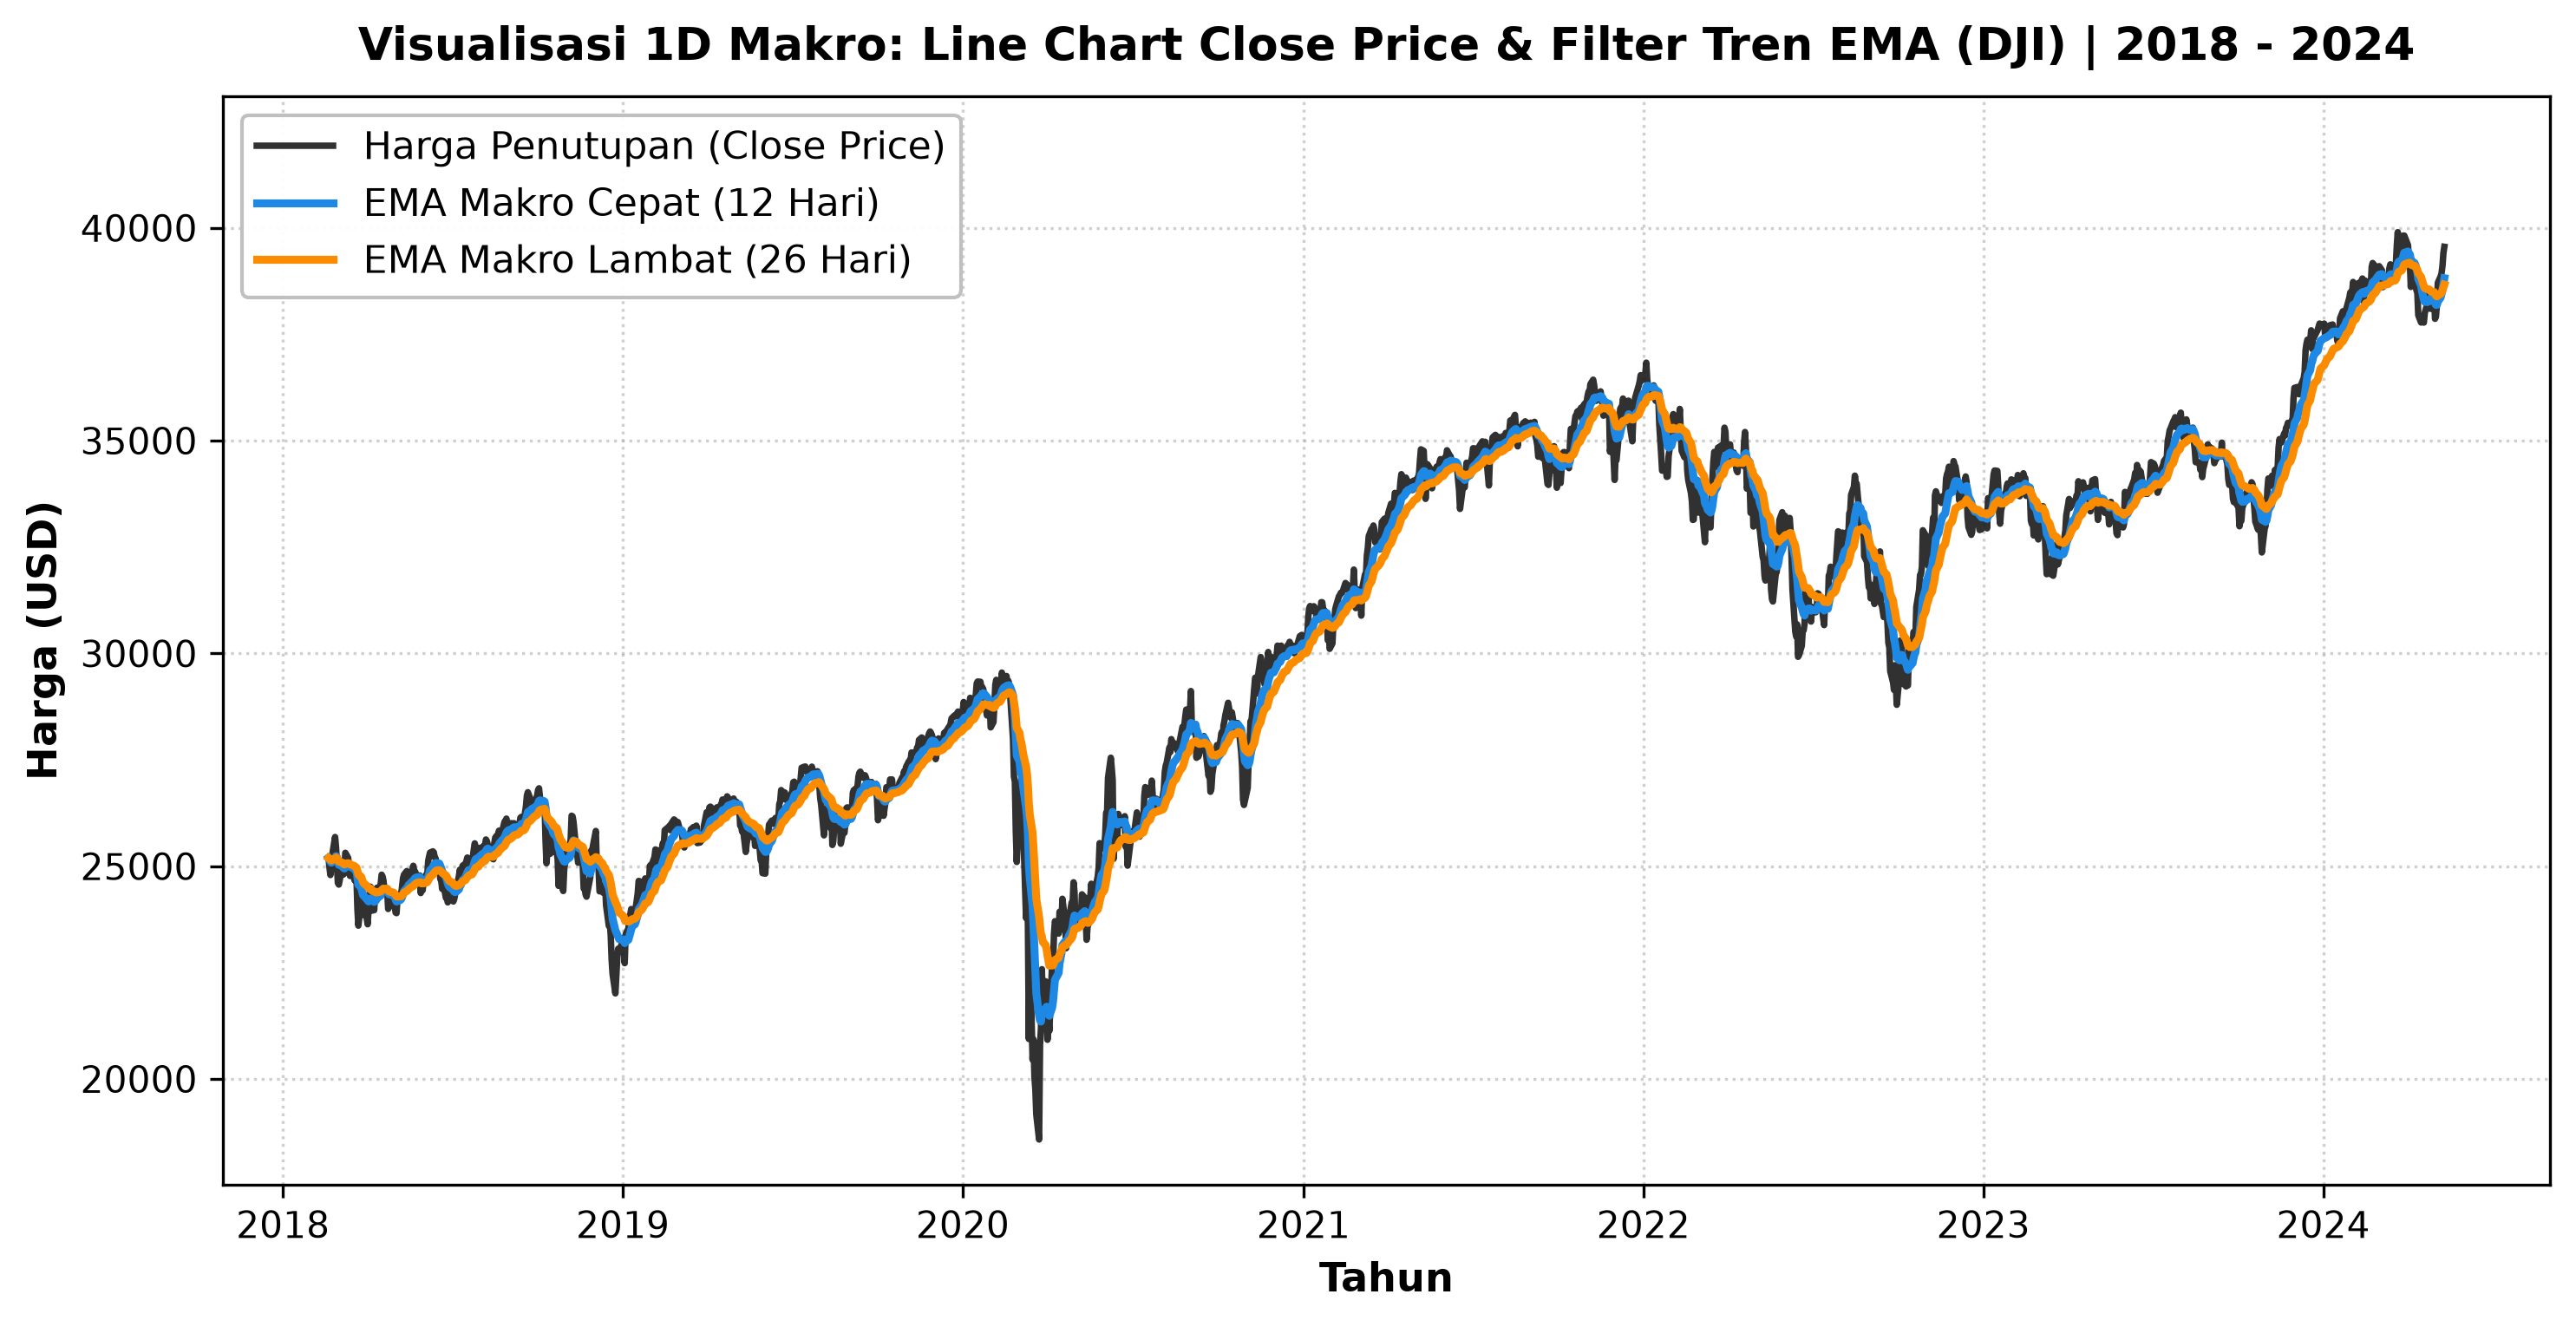 Visualisasi 1D Makro: Line Chart Close Price & Filter Tren EMA (DJI) | 2018 - 2024
Harga Penutupan (Close Price)
EMA Makro Cepat (12 Hari)
EMA Makro Lambat (26 Hari)
Harga (USD)
40000
35000
30000
25000
20000
2018 2019 2020 2021 2022 2023 2024
Tahun